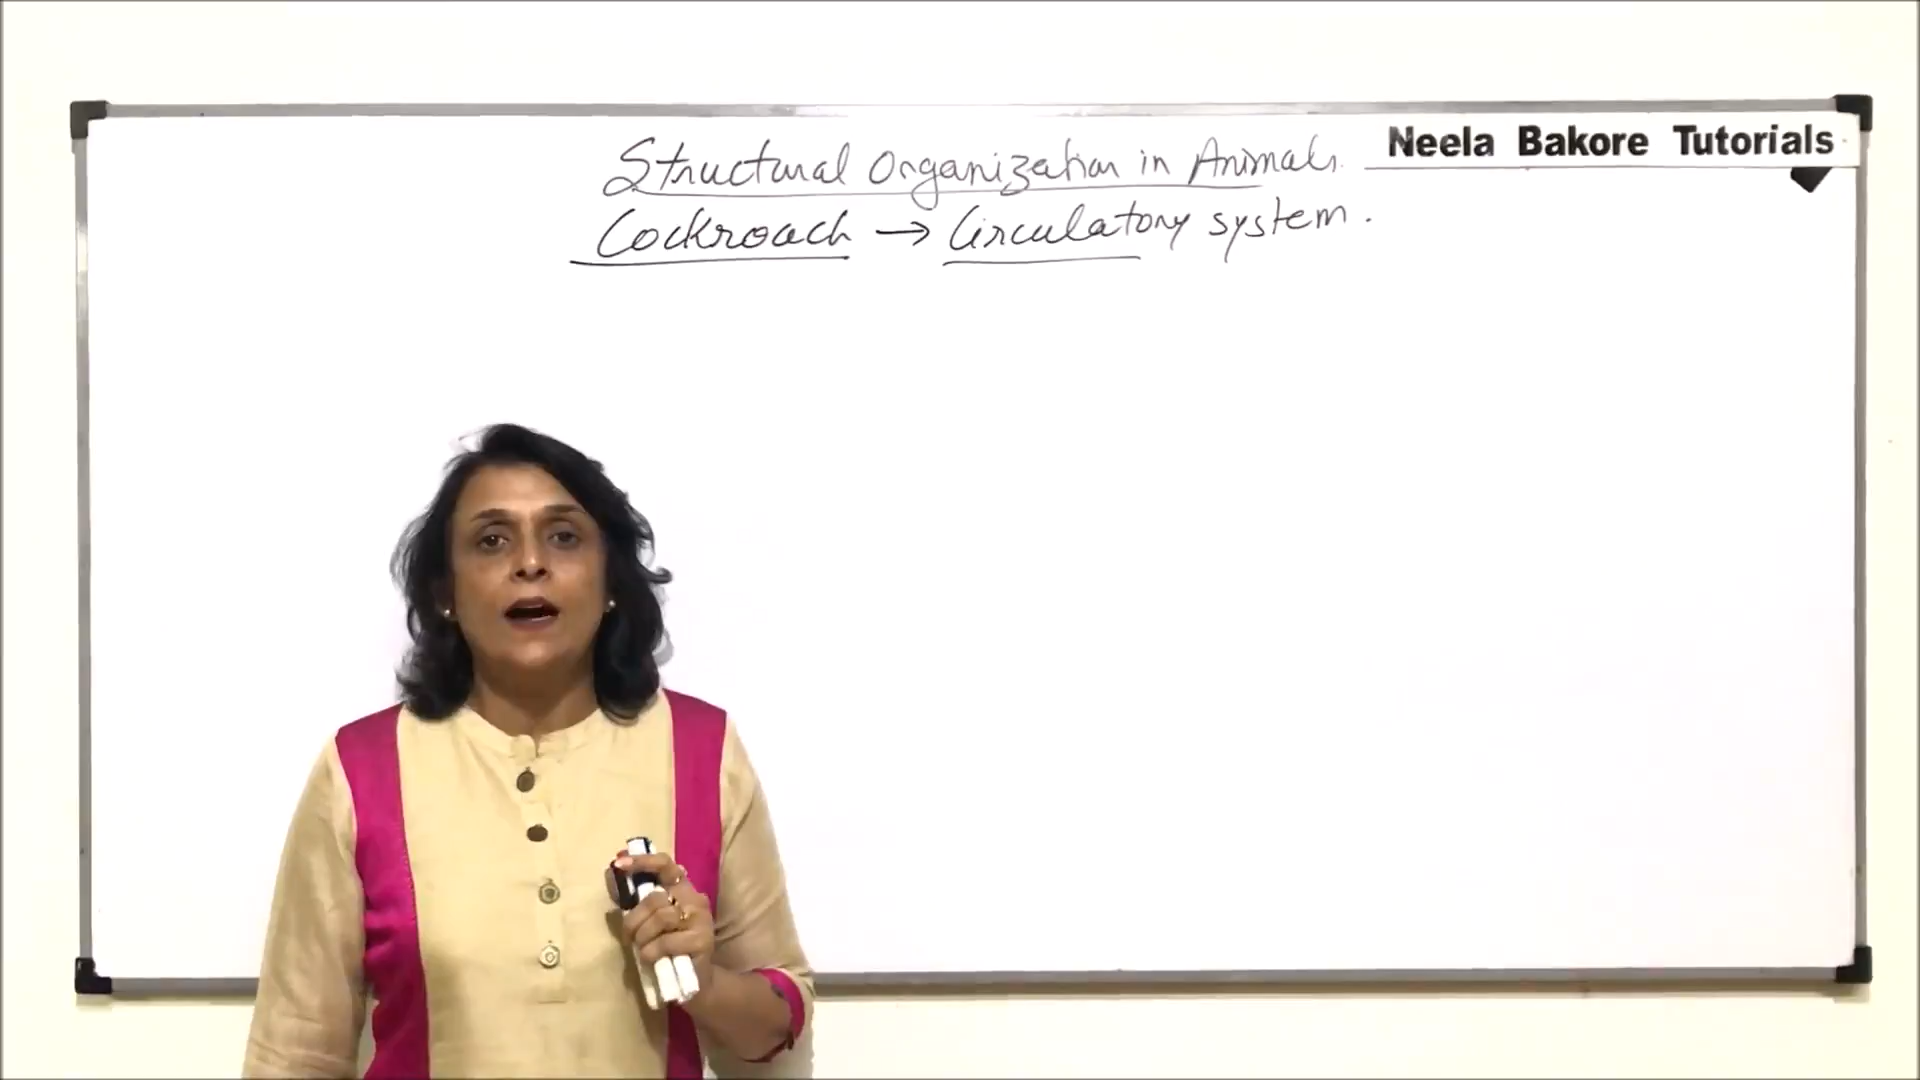 Neela Bakore Tutorials
Structural Organization in Animals.
Cockroach → Circulatory system.